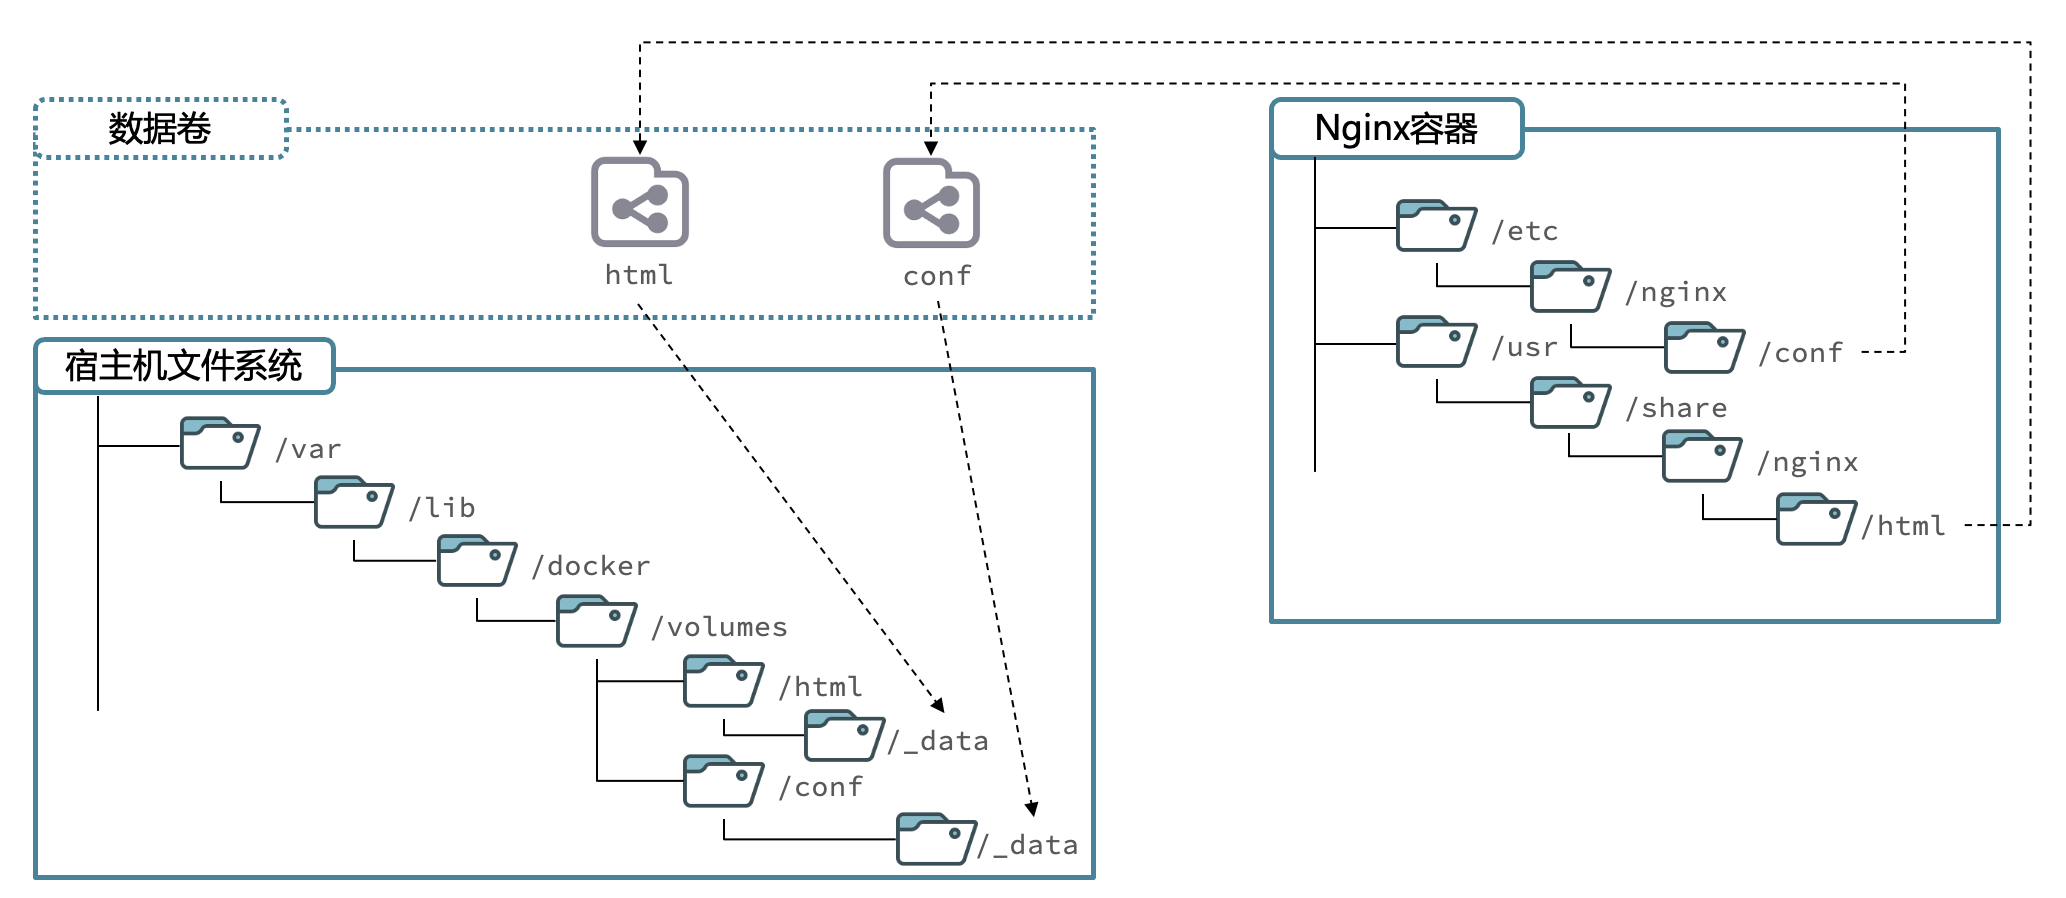 数据卷
html
conf
宿主机文件系统
/var
/lib
/docker
/volumes
/html
/_data
/conf
/_data
Nginx容器
/etc
/nginx
/conf
/usr
/share
/nginx
/html